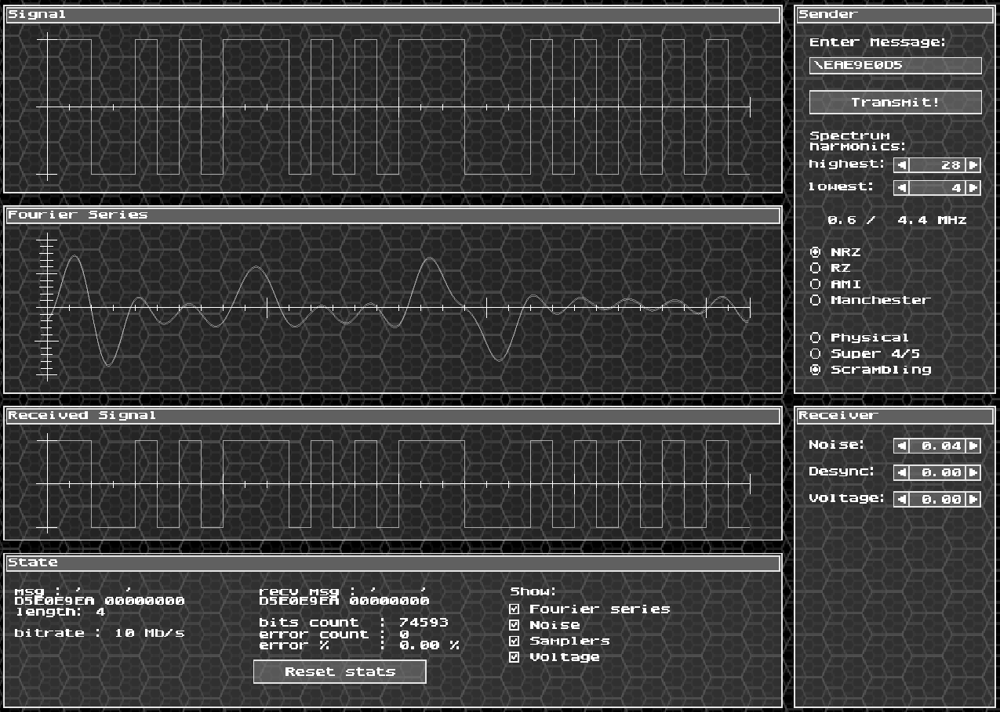 Signal
Fourier Series
Received Signal
State
msg : ,    ,
D5E0E9EA 00000000
length: 4
bitrate : 10 Mb/s
recv msg : ,    ,
D5E0E9EA 00000000
bits count  : 74593
error count : 0
error %     : 0.00 %
Reset stats
Show:
Fourier series
Noise
Samplers
Voltage
Sender
Enter Message:
\EAE9E0D5
Transmit!
Spectrum
harmonics:
highest: 28
lowest: 4
0.6 / 4.4 MHz
NRZ
RZ
AMI
Manchester
Physical
Super 4/5
Scrambling
Receiver
Noise: 0.04
Desync: 0.00
Voltage: 0.00